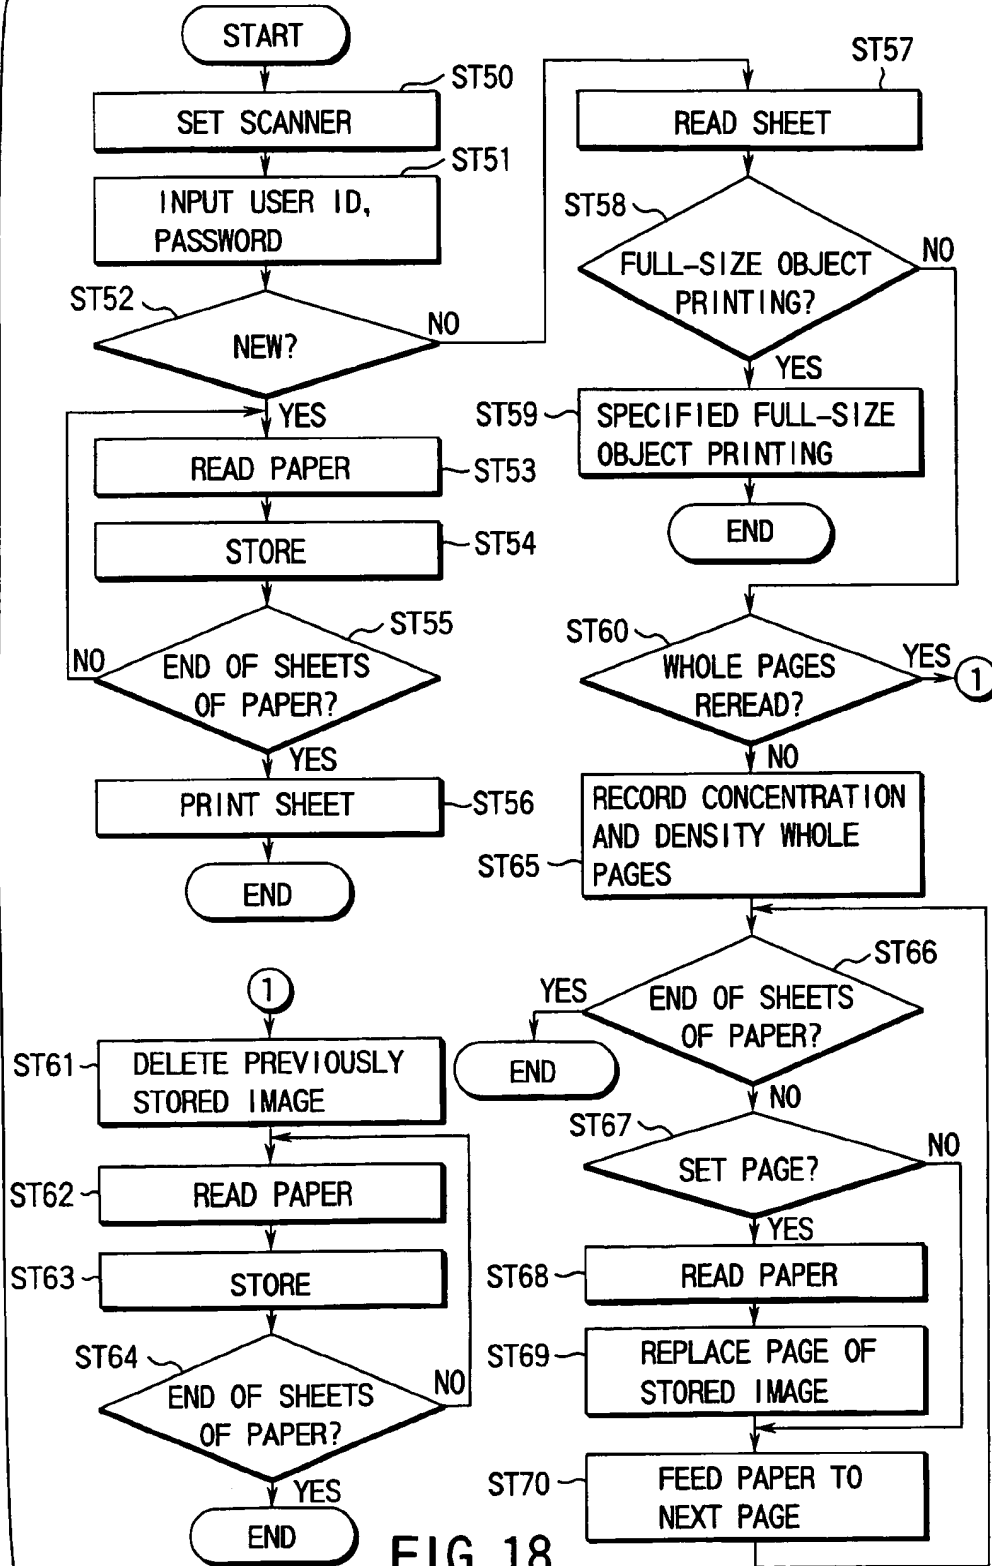 START
ST50
SET SCANNER
ST51
INPUT USER ID,
PASSWORD
ST52
NEW?
NO
YES
READ PAPER
ST53
STORE
ST54
ST55
END OF SHEETS
OF PAPER?
NO
YES
PRINT SHEET
ST56
END
ST57
READ SHEET
ST58
FULL-SIZE OBJECT
PRINTING?
NO
YES
ST59
SPECIFIED FULL-SIZE
OBJECT PRINTING
END
ST60
WHOLE PAGES
REREAD?
YES
1
NO
RECORD CONCENTRATION
AND DENSITY WHOLE
PAGES
ST65
ST66
END OF SHEETS
OF PAPER?
YES
END
NO
ST67
SET PAGE?
NO
YES
ST68
READ PAPER
ST69
REPLACE PAGE OF
STORED IMAGE
ST70
FEED PAPER TO
NEXT PAGE
1
ST61
DELETE PREVIOUSLY
STORED IMAGE
ST62
READ PAPER
ST63
STORE
ST64
END OF SHEETS
OF PAPER?
NO
YES
END
FIG. 18